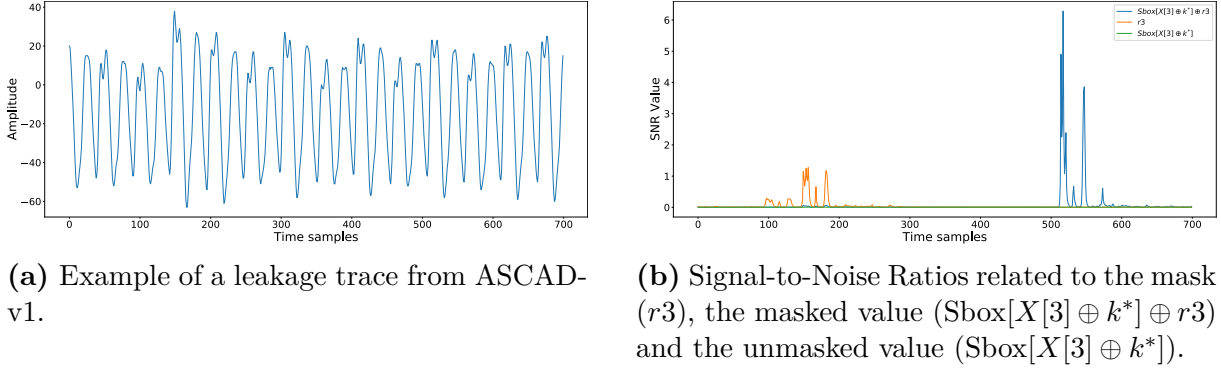 40
20
0
−20
−40
−60
Amplitude
0 100 200 300 400 500 600 700
Time samples
6
5
4
3
2
1
0
SNR Value
0 100 200 300 400 500 600 700
Time samples
Sbox[X[3] ⊕ k*] ⊕ r3
r3
Sbox[X[3] ⊕ k*]
(a) Example of a leakage trace from ASCAD-
v1.
(b) Signal-to-Noise Ratios related to the mask
(r3), the masked value (Sbox[X[3] ⊕ k*] ⊕ r3)
and the unmasked value (Sbox[X[3] ⊕ k*]).